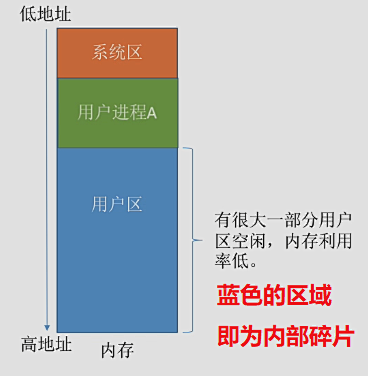 低地址
系统区
用户进程A
用户区
有很大一部分用户
区空闲，内存利用
率低。
蓝色的区域
即为内部碎片
高地址
内存